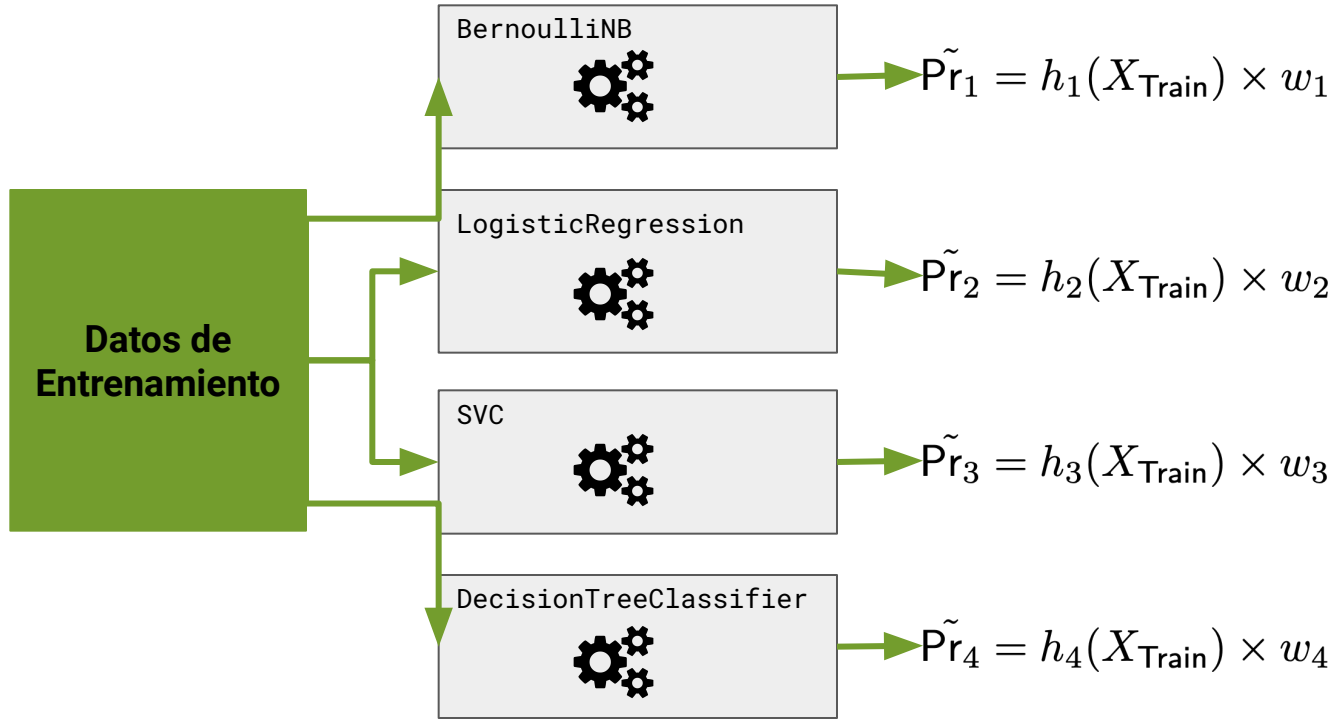 BernoulliNB
P̃r₁ = h₁(X_Train) × w₁
LogisticRegression
P̃r₂ = h₂(X_Train) × w₂
Datos de
Entrenamiento
SVC
P̃r₃ = h₃(X_Train) × w₃
DecisionTreeClassifier
P̃r₄ = h₄(X_Train) × w₄